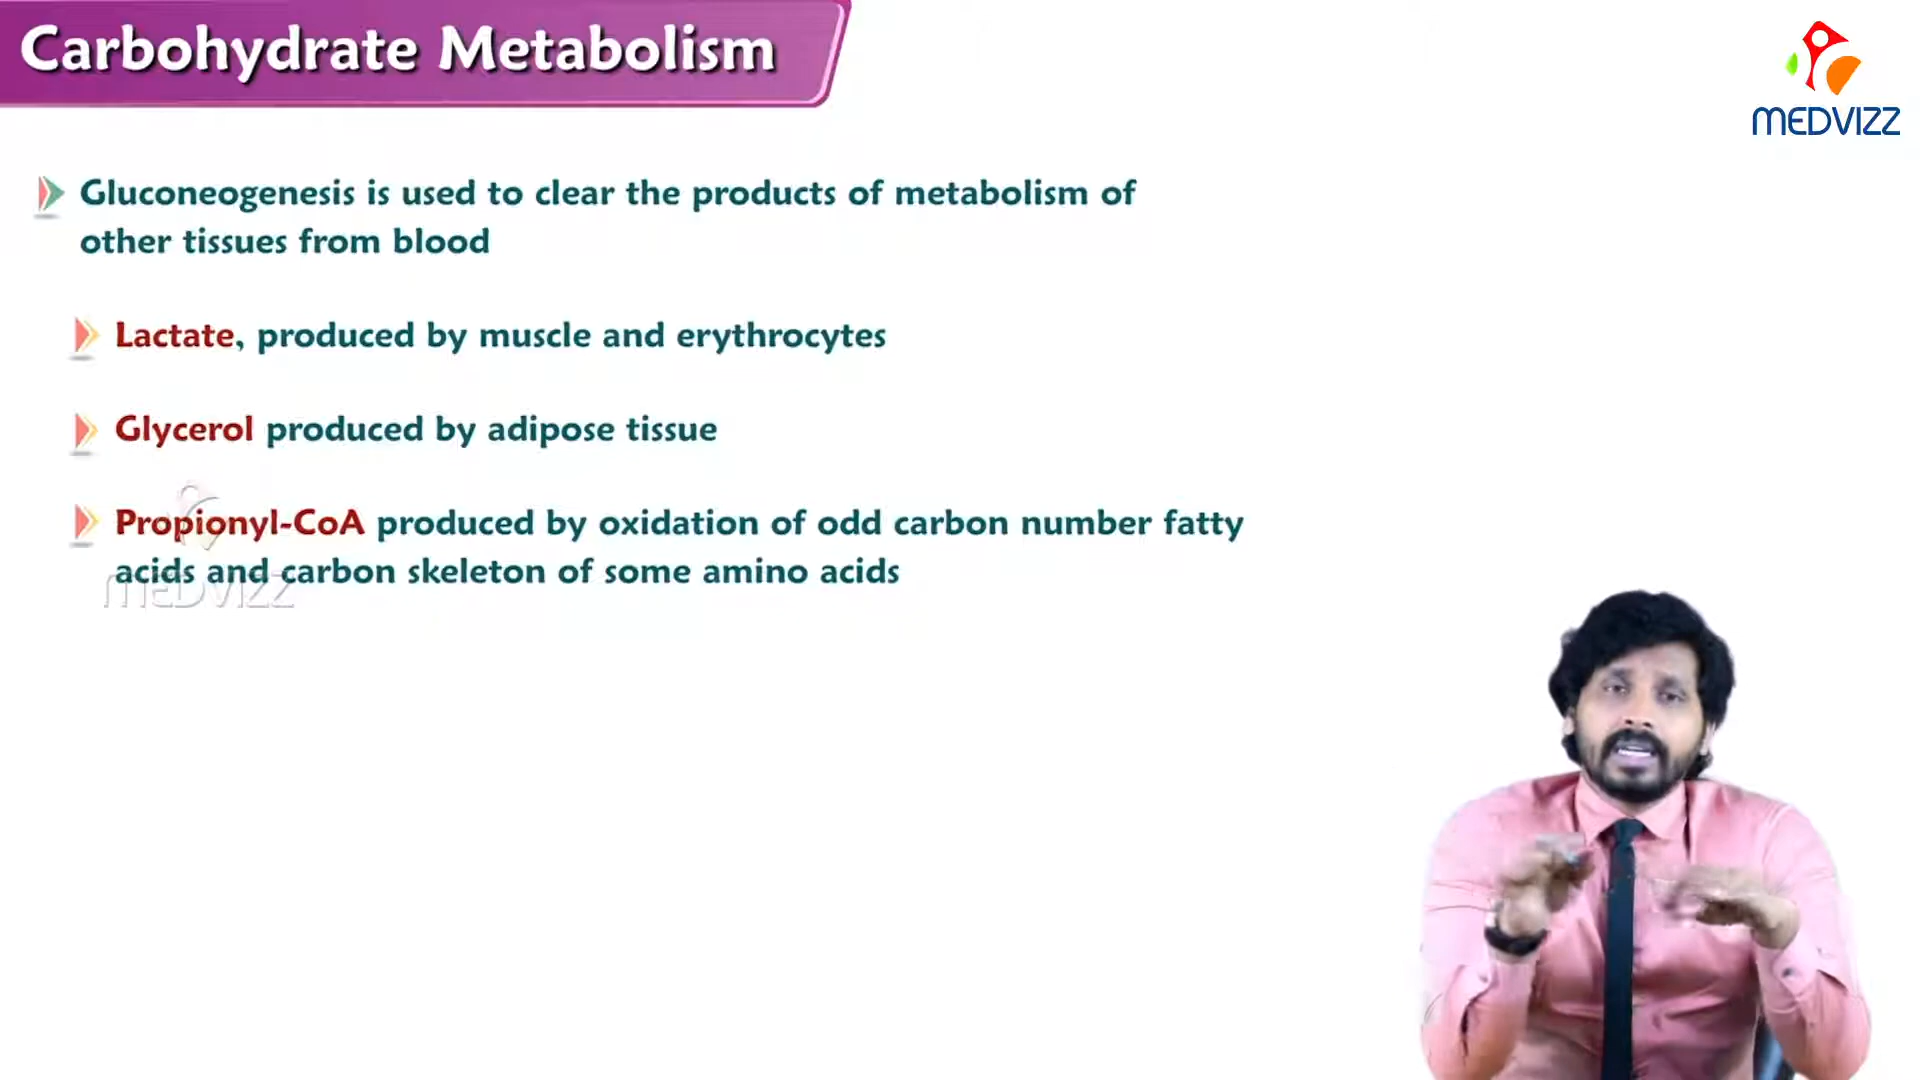 Carbohydrate Metabolism
MEDVIZZ
Gluconeogenesis is used to clear the products of metabolism of
other tissues from blood
Lactate, produced by muscle and erythrocytes
Glycerol produced by adipose tissue
Propionyl-CoA produced by oxidation of odd carbon number fatty
acids and carbon skeleton of some amino acids
MEDVIZZ